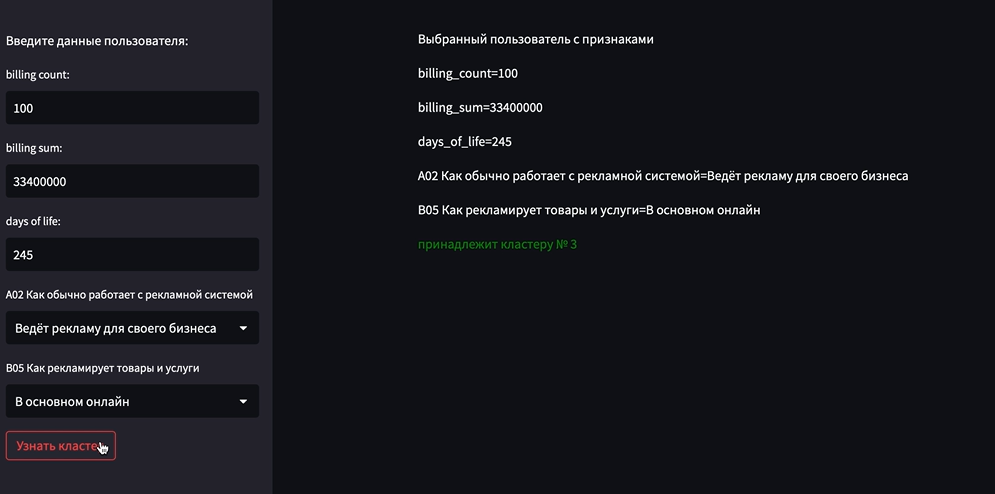 Введите данные пользователя:
billing count:
100
billing sum:
33400000
days of life:
245
A02 Как обычно работает с рекламной системой
Ведёт рекламу для своего бизнеса
B05 Как рекламирует товары и услуги
В основном онлайн
Узнать класте
Выбранный пользователь с признаками
billing_count=100
billing_sum=33400000
days_of_life=245
A02 Как обычно работает с рекламной системой=Ведёт рекламу для своего бизнеса
B05 Как рекламирует товары и услуги=В основном онлайн
принадлежит кластеру № 3